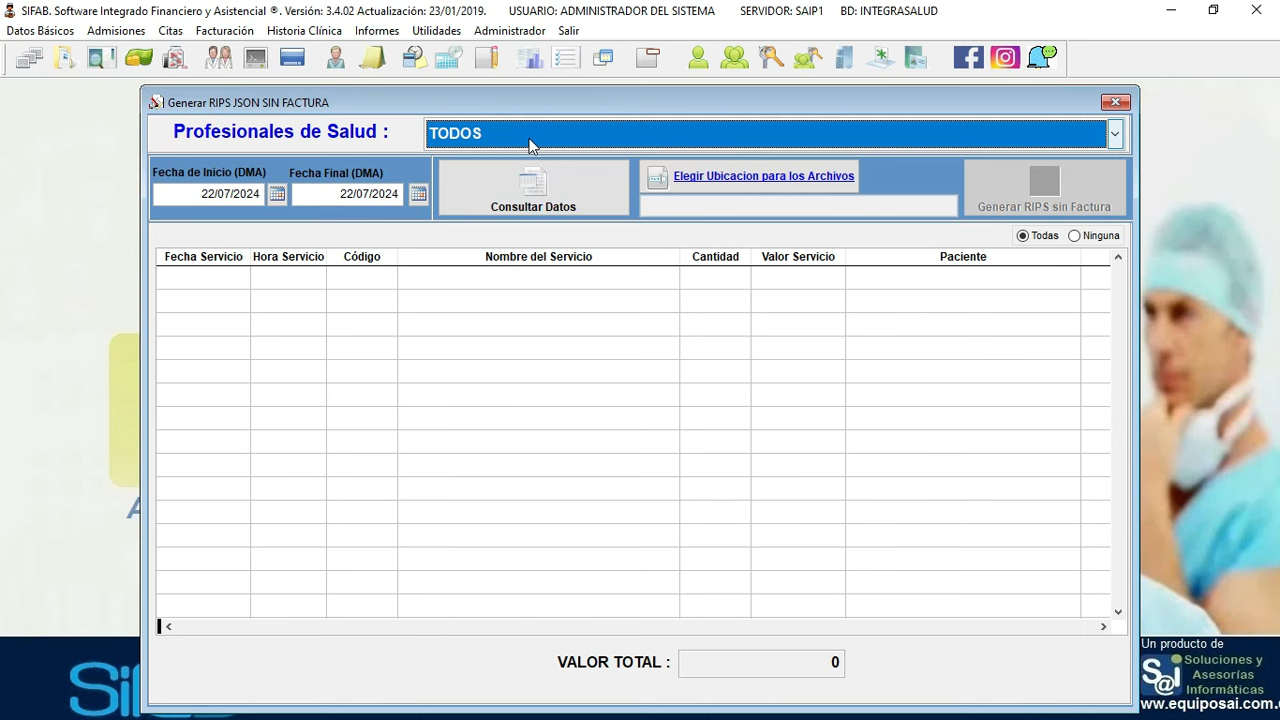 SIFAB. Software Integrado Financiero y Asistencial ®. Versión: 3.4.02 Actualización: 23/01/2019. USUARIO: ADMINISTRADOR DEL SISTEMA SERVIDOR: SAIP1 BD: INTEGRASALUD
Datos Básicos Admisiones Citas Facturación Historia Clínica Informes Utilidades Administrador Salir
Generar RIPS JSON SIN FACTURA
Profesionales de Salud : TODOS
Fecha de Inicio (DMA) Fecha Final (DMA)
22/07/2024 22/07/2024
Consultar Datos
Elegir Ubicacion para los Archivos
Generar RIPS sin Factura
Todas Ninguna
Fecha Servicio Hora Servicio Código Nombre del Servicio Cantidad Valor Servicio Paciente
VALOR TOTAL : 0
Un producto de
S@i Soluciones y
Asesorías
Informáticas
www.equiposai.com.